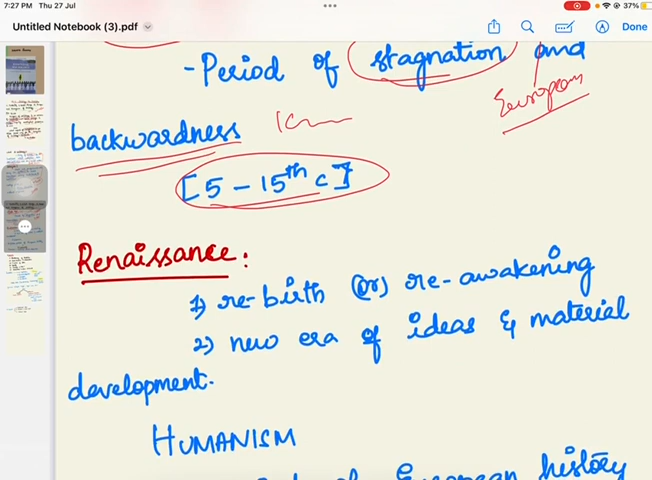 7:27 PM Thu 27 Jul
37%
Untitled Notebook (3).pdf
Done
- Period of stagnation and
European
backwardness
[5 - 15th c]
Renaissance:
1) re-birth (or) re-awakening
2) new era of ideas & material
development.
HUMANISM
European history